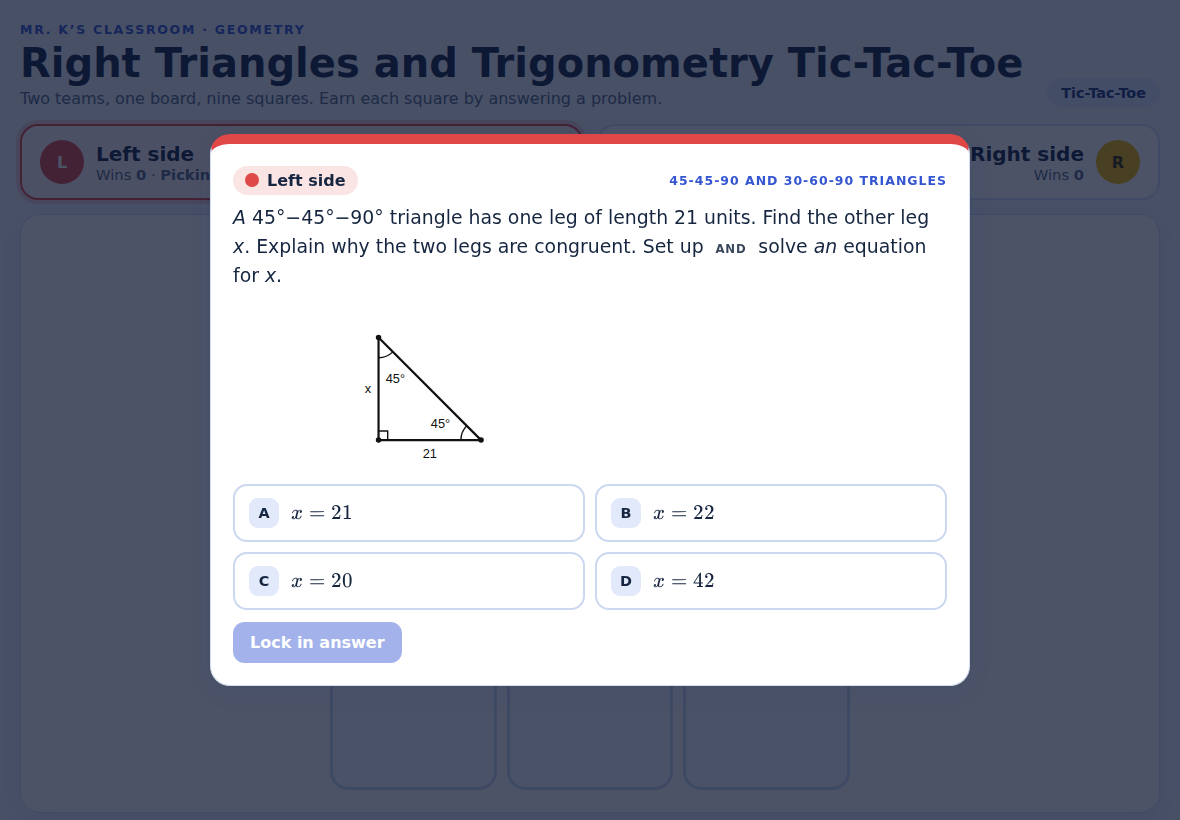 MR. K'S CLASSROOM · GEOMETRY
Right Triangles and Trigonometry Tic-Tac-Toe
Two teams, one board, nine squares. Earn each square by answering a problem.
Tic-Tac-Toe
L
Left side
Wins 0 · Pickin
Right side
Wins 0
R
Left side
45-45-90 AND 30-60-90 TRIANGLES
A 45°−45°−90° triangle has one leg of length 21 units. Find the other leg
x. Explain why the two legs are congruent. Set up AND solve an equation
for x.
45°
x
45°
21
A x = 21
B x = 22
C x = 20
D x = 42
Lock in answer